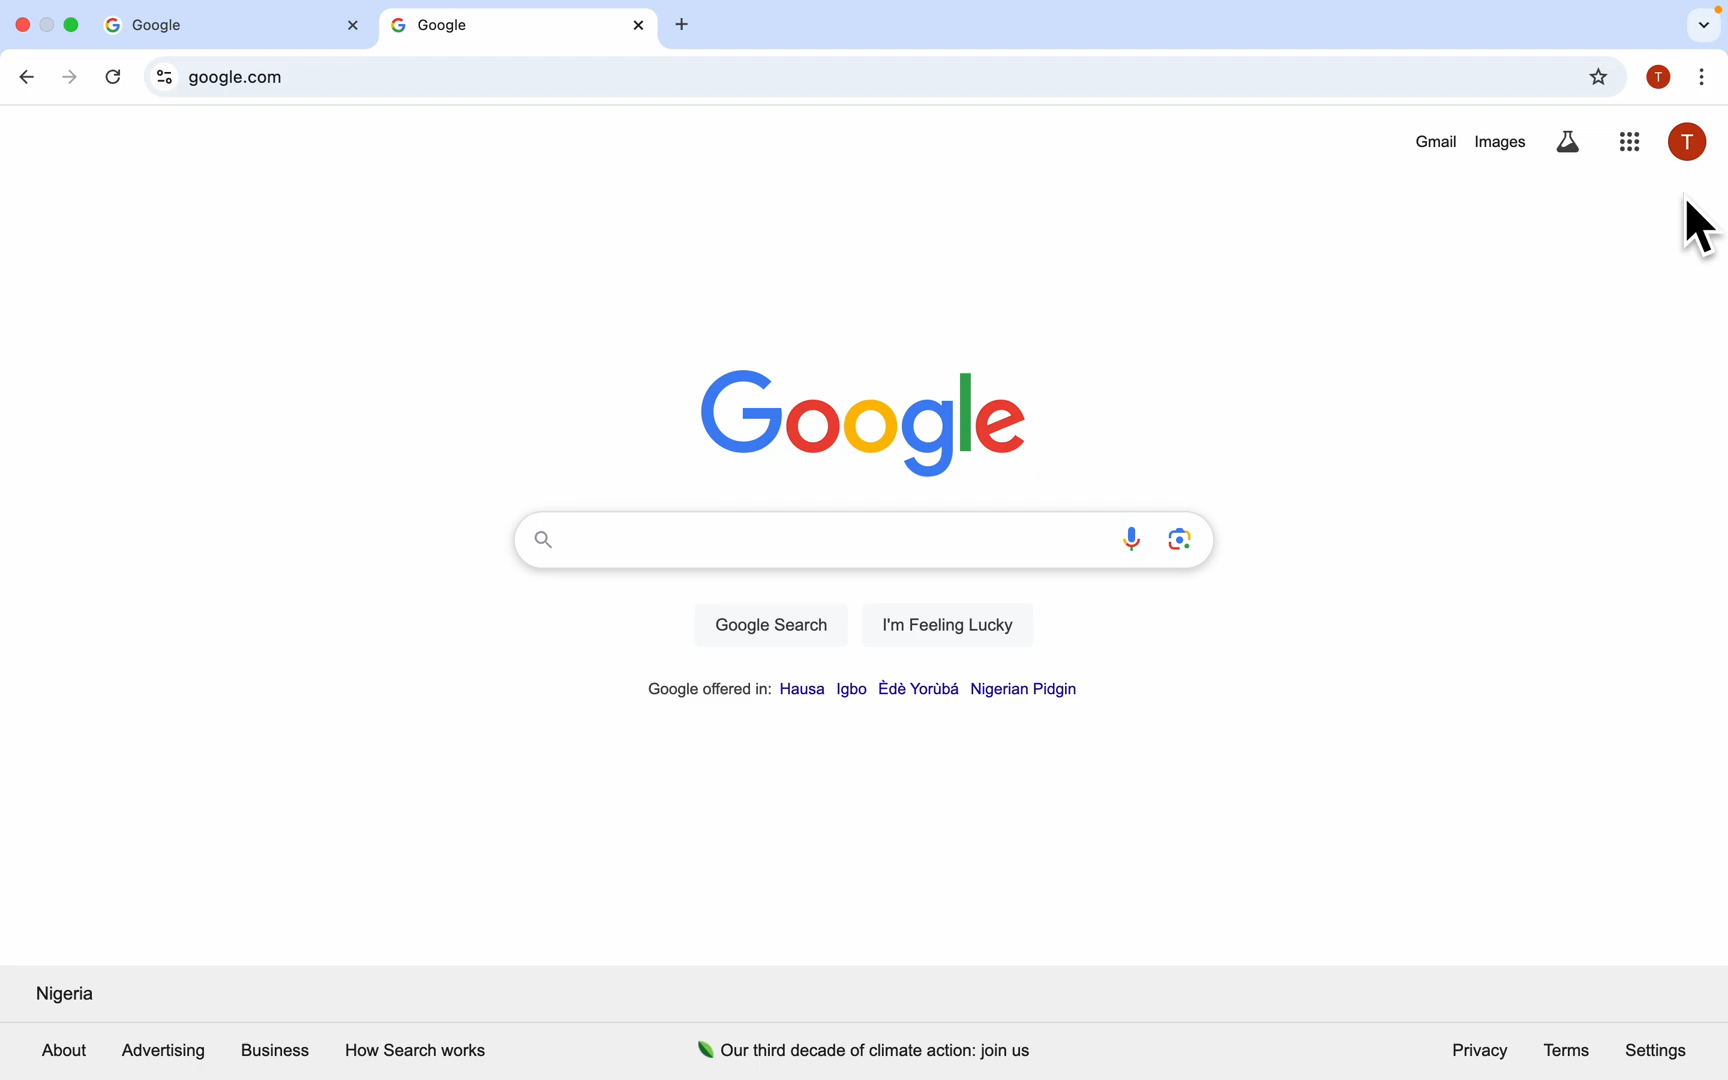 Google
Google
google.com
T
Gmail
Images
T
Google
Google Search
I'm Feeling Lucky
Google offered in: Hausa Igbo Èdè Yorùbá Nigerian Pidgin
Nigeria
About
Advertising
Business
How Search works
Our third decade of climate action: join us
Privacy
Terms
Settings